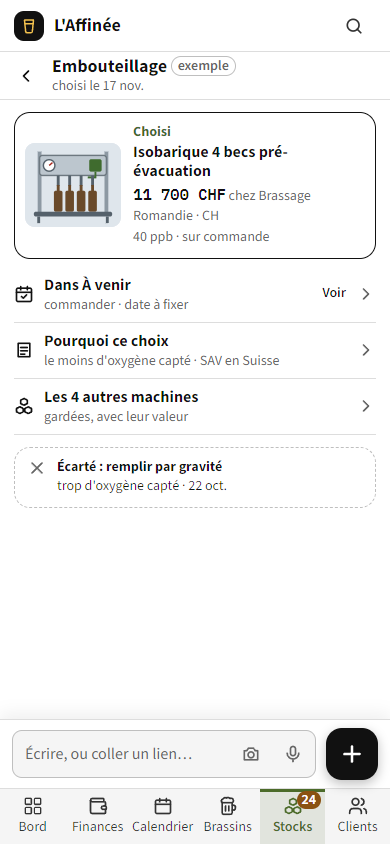 L'Affinée
Embouteillage exemple
choisi le 17 nov.
Choisi
Isobarique 4 becs pré-
évacuation
11 700 CHF chez Brassage
Romandie · CH
40 ppb · sur commande
Dans À venir
commander · date à fixer
Voir
Pourquoi ce choix
le moins d'oxygène capté · SAV en Suisse
Les 4 autres machines
gardées, avec leur valeur
Écarté : remplir par gravité
trop d'oxygène capté · 22 oct.
Écrire, ou coller un lien…
24
Bord Finances Calendrier Brassins Stocks Clients